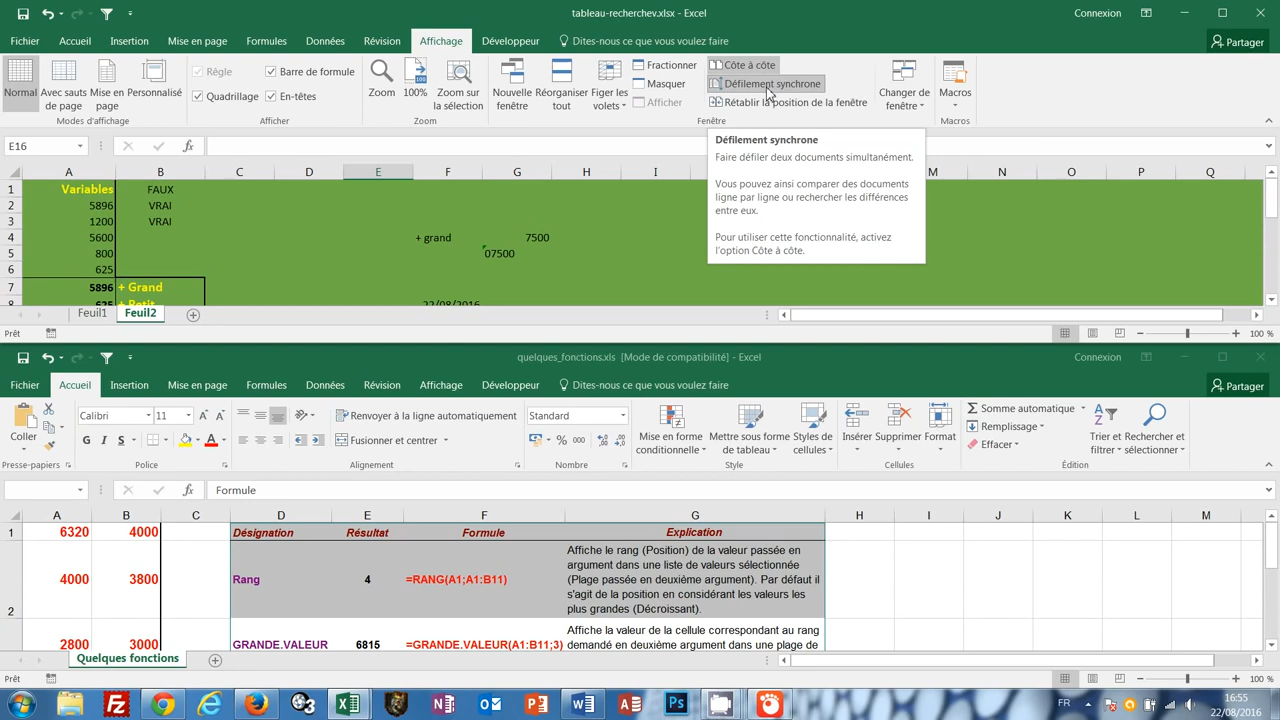 tableau-recherchev.xlsx - Excel
Connexion
Fichier Accueil Insertion Mise en page Formules Données Révision Affichage Développeur Dites-nous ce que vous voulez faire
Partager
Normal
Avec sauts de page
Mise en page
Personnalisé
Règle
Barre de formule
Quadrillage
En-têtes
Zoom
100%
Zoom sur la sélection
Nouvelle fenêtre
Réorganiser tout
Figer les volets
Fractionner
Masquer
Afficher
Côte à côte
Défilement synchrone
Rétablir la position de la fenêtre
Changer de fenêtre
Macros
Modes d'affichage
Afficher
Zoom
Fenêtre
Macros
E16
Défilement synchrone
Faire défiler deux documents simultanément.
Vous pouvez ainsi comparer des documents
ligne par ligne ou rechercher les différences
entre eux.
Pour utiliser cette fonctionnalité, activez
l'option Côte à côte.
A B C D E F G H I M N O P Q
1 Variables FAUX
2 5896 VRAI
3 1200 VRAI
4 5600 + grand 7500
5 800 07500
6 625
7 5896 + Grand
8 625 + Petit 22/08/2016
Feuil1 Feuil2
Prêt
100 %
quelques_fonctions.xls [Mode de compatibilité] - Excel
Connexion
Fichier Accueil Insertion Mise en page Formules Données Révision Affichage Développeur Dites-nous ce que vous voulez faire
Partager
Coller
Calibri 11
G I S
Renvoyer à la ligne automatiquement
Fusionner et centrer
Standard
% 000
Mise en forme conditionnelle
Mettre sous forme de tableau
Styles de cellules
Insérer
Supprimer
Format
Somme automatique
Remplissage
Effacer
Trier et filtrer
Rechercher et sélectionner
Presse-papiers
Police
Alignement
Nombre
Style
Cellules
Édition
Formule
A B C D E F G H I J K L M
1 6320 4000 Désignation Résultat Formule Explication
2 4000 3800 Rang 4 =RANG(A1;A1:B11)
Affiche le rang (Position) de la valeur passée en
argument dans une liste de valeurs sélectionnée
(Plage passée en deuxième argument). Par défaut il
s'agit de la position en considérant les valeurs les
plus grandes (Décroissant).
2800 3000 GRANDE.VALEUR 6815 =GRANDE.VALEUR(A1:B11;3)
Affiche la valeur de la cellule correspondant au rang
demandé en deuxième argument dans une plage de
Quelques fonctions
Prêt
100 %
FR
16:55
22/08/2016